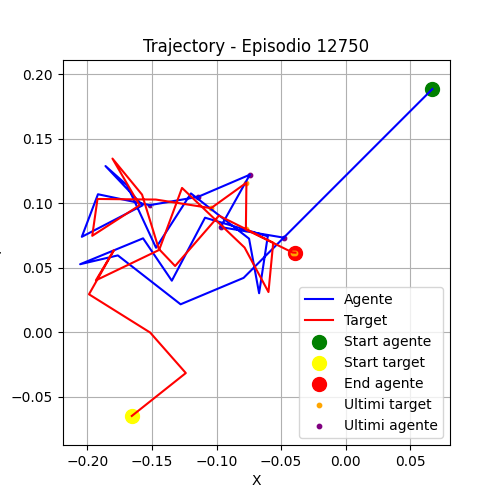 Trajectory - Episodio 12750
0.20
0.15
0.10
0.05
0.00
−0.05
−0.20 −0.15 −0.10 −0.05 0.00 0.05
X
Agente
Target
Start agente
Start target
End agente
Ultimi target
Ultimi agente